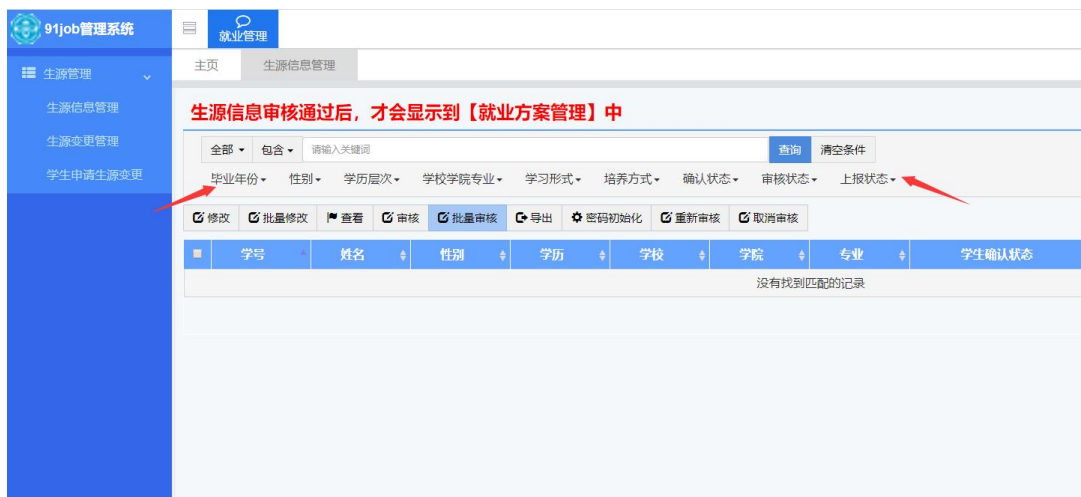 91job管理系统
就业管理
生源管理
生源信息管理
生源变更管理
学生申请生源变更
主页 生源信息管理
生源信息审核通过后，才会显示到【就业方案管理】中
全部 包含 请输入关键词 查询 清空条件
毕业年份 性别 学历层次 学校学院专业 学习形式 培养方式 确认状态 审核状态 上报状态
修改 批量修改 查看 审核 批量审核 导出 密码初始化 重新审核 取消审核
学号 姓名 性别 学历 学校 学院 专业 学生确认状态
没有找到匹配的记录